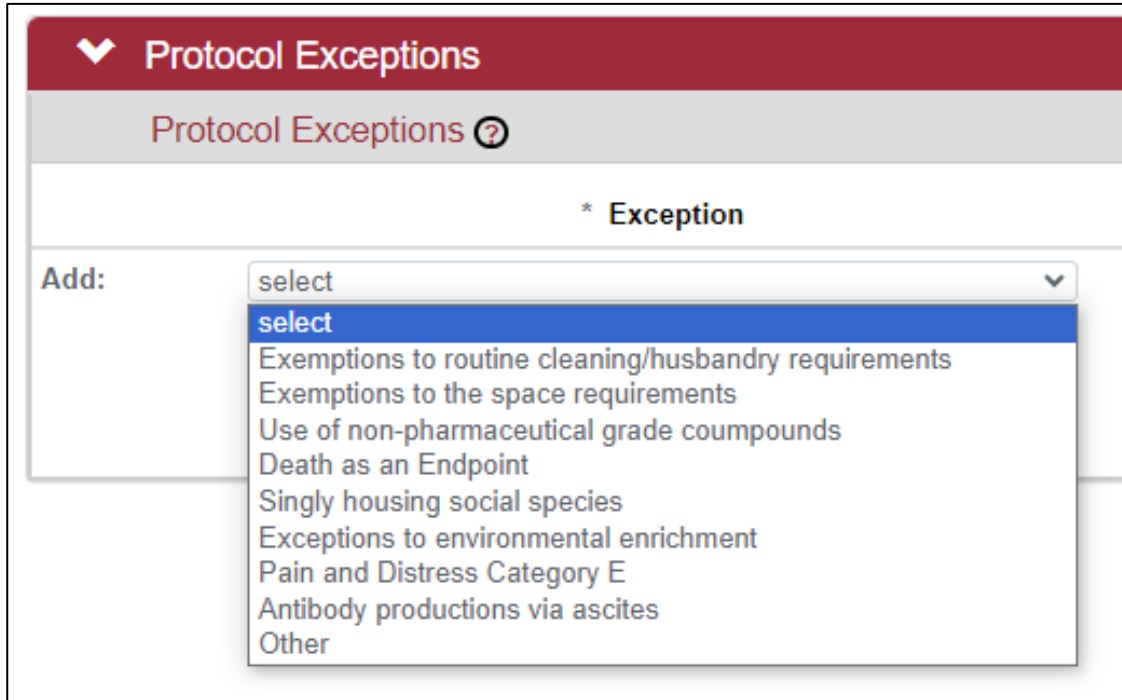 Protocol Exceptions
Protocol Exceptions ?
* Exception
Add:
select
select
Exemptions to routine cleaning/husbandry requirements
Exemptions to the space requirements
Use of non-pharmaceutical grade coumpounds
Death as an Endpoint
Singly housing social species
Exceptions to environmental enrichment
Pain and Distress Category E
Antibody productions via ascites
Other